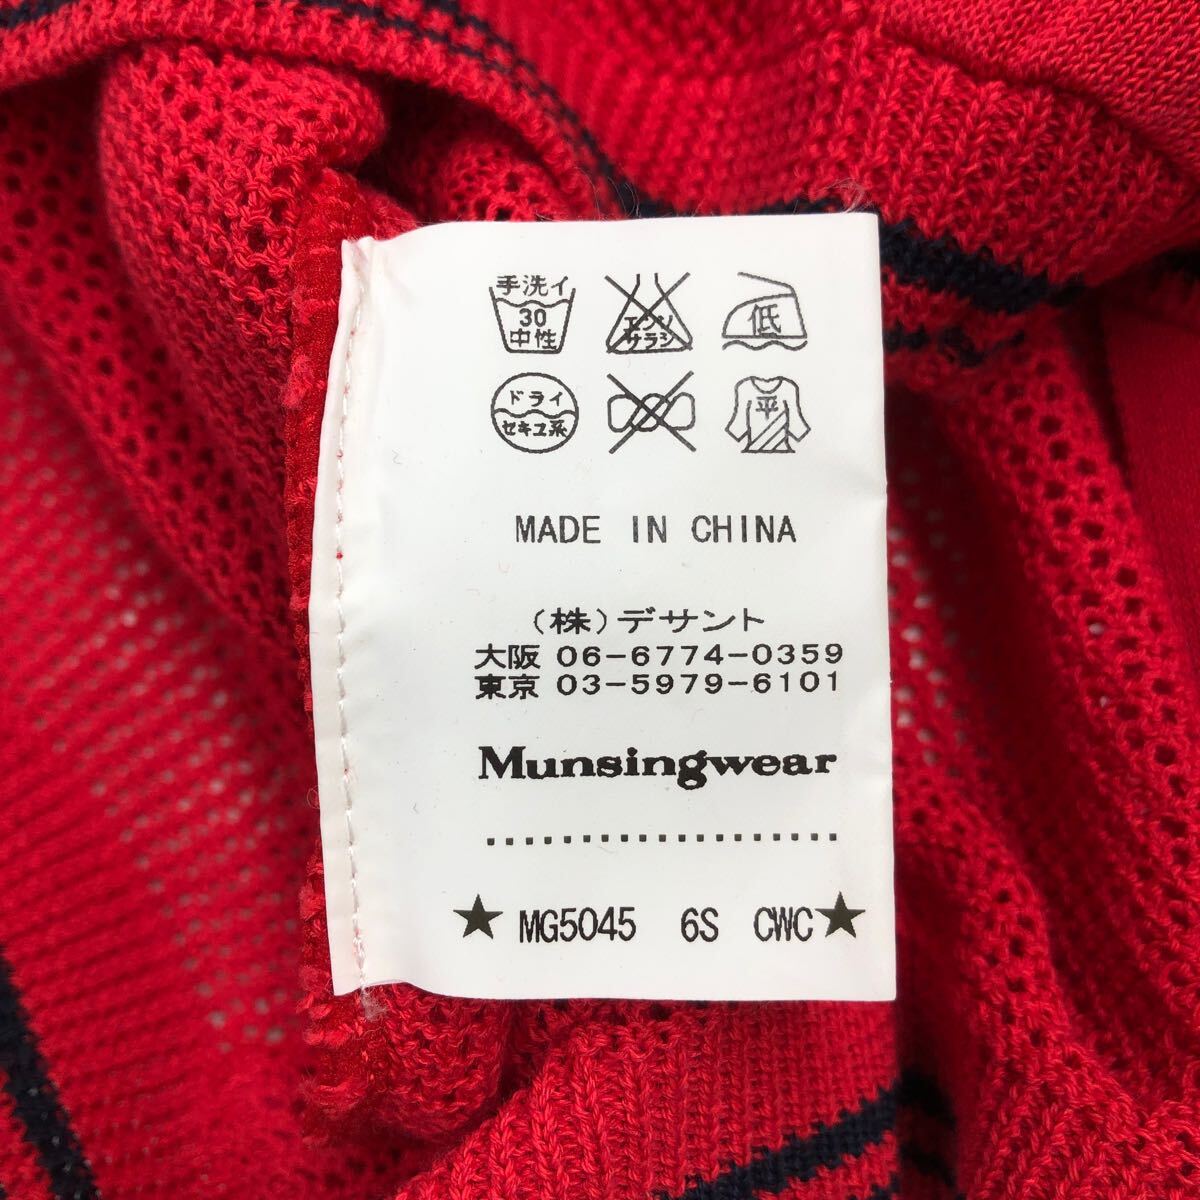 手洗イ
30
中性
エンソ
サラシ
低
ドライ
セキユ系
平
MADE IN CHINA
(株)デサント
大阪 06-6774-0359
東京 03-5979-6101
Munsingwear
★ MG5045 6S CWC★